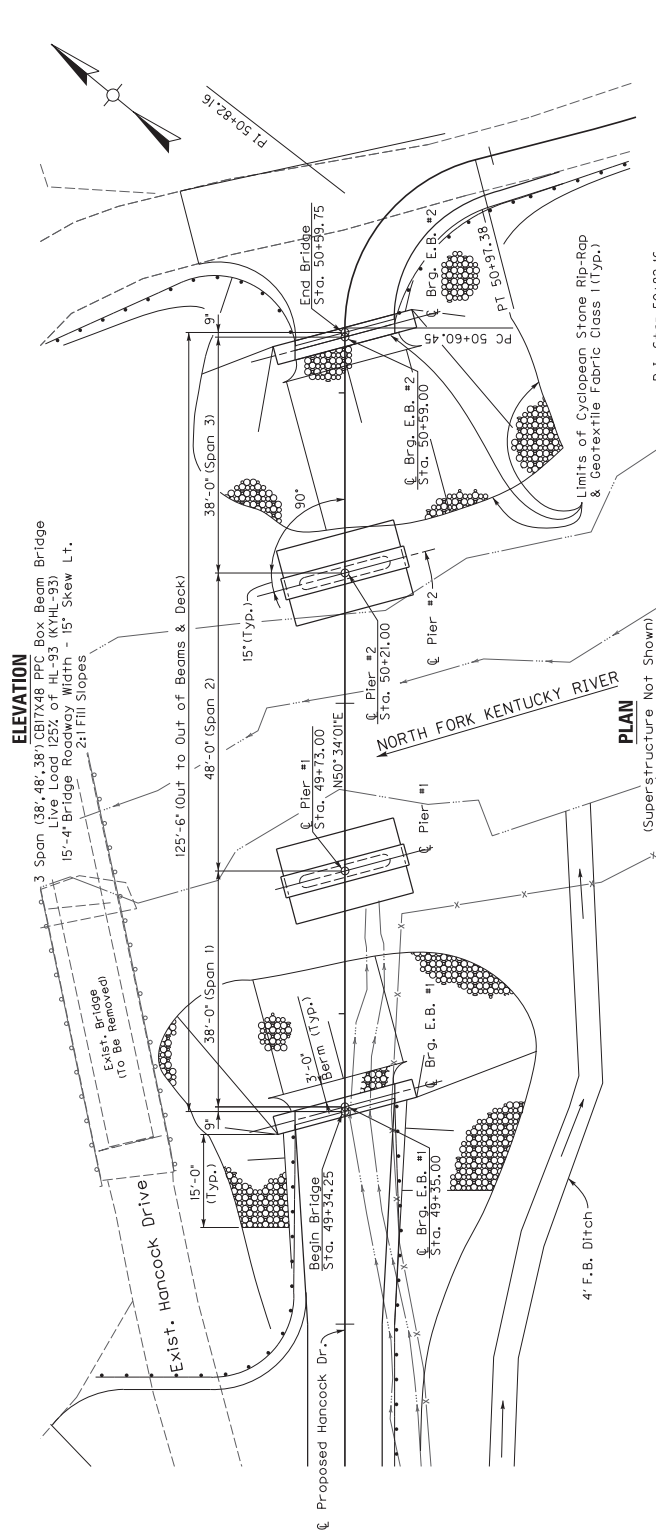 ELEVATION
3 Span (38',48',38') CB17X48 PPC Box Beam Bridge
Live Load 125% of HL-93 (KYHL-93)
15'-4" Bridge Roadway Width - 15° Skew Lt.
2:1 Fill Slopes
PI 50+82.16
Exist. Bridge
(To Be Removed)
Exist. Hancock Drive
125'-6" (Out to Out of Beams & Deck)
9"
38'-0" (Span 1)
48'-0" (Span 2)
38'-0" (Span 3)
9"
15'-0"
(Typ.)
3'-0"
Berm (Typ.)
15° (Typ.)
90°
Begin Bridge
Sta. 49+34.25
℄ Pier #1
Sta. 49+73.00
N50°34'01"E
End Bridge
Sta. 50+59.75
℄ Proposed Hancock Dr.
℄ Brg. E.B. #1
Sta. 49+35.00
℄ Brg. E.B. #1
℄ Pier #1
℄ Pier #2
Sta. 50+21.00
℄ Pier #2
℄ Brg. E.B. #2
Sta. 50+59.00
℄ Brg. E.B. #2
PC 50+60.45
PT 50+97.38
NORTH FORK KENTUCKY RIVER
4' F.B. Ditch
Limits of Cyclopean Stone Rip-Rap
& Geotextile Fabric Class I (Typ.)
PLAN
(Superstructure Not Shown)